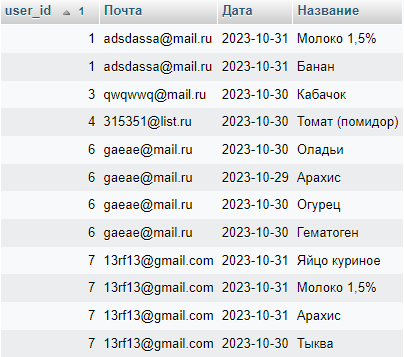 user_id 1 Почта Дата Название
1 adsdassa@mail.ru 2023-10-31 Молоко 1,5%
1 adsdassa@mail.ru 2023-10-31 Банан
3 qwqwwq@mail.ru 2023-10-30 Кабачок
4 315351@list.ru 2023-10-30 Томат (помидор)
6 gaeae@mail.ru 2023-10-30 Оладьи
6 gaeae@mail.ru 2023-10-29 Арахис
6 gaeae@mail.ru 2023-10-30 Огурец
6 gaeae@mail.ru 2023-10-30 Гематоген
7 13rf13@gmail.com 2023-10-31 Яйцо куриное
7 13rf13@gmail.com 2023-10-31 Молоко 1,5%
7 13rf13@gmail.com 2023-10-31 Арахис
7 13rf13@gmail.com 2023-10-30 Тыква